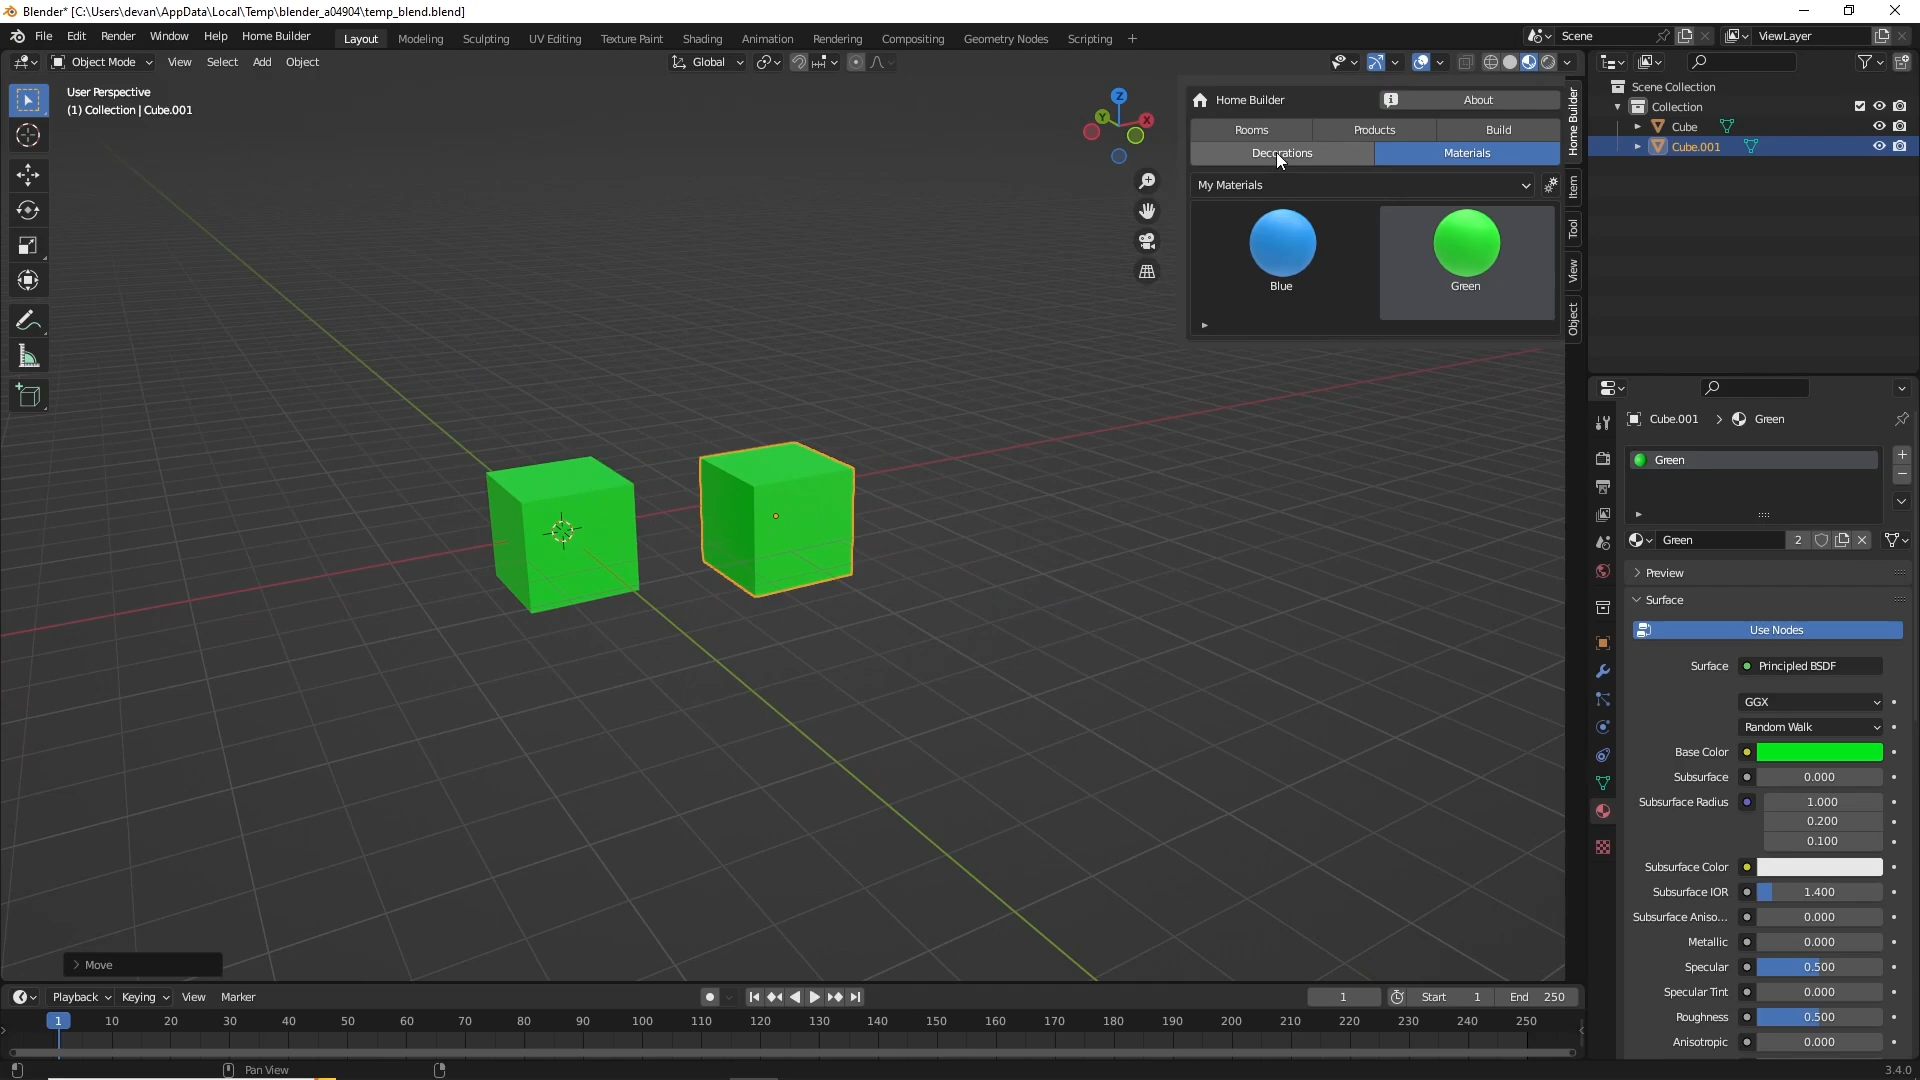 Blender* [C:\Users\devan\AppData\Local\Temp\blender_a04904\temp_blend.blend]
File Edit Render Window Help Home Builder Layout Modeling Sculpting UV Editing Texture Paint Shading Animation Rendering Compositing Geometry Nodes Scripting + Scene ViewLayer
Object Mode View Select Add Object Global
User Perspective
(1) Collection | Cube.001
Z
Y
X
Home Builder About
Rooms Products Build
Decorations Materials
My Materials
Blue Green
Home Builder
Item
Tool
View
Object
Scene Collection
Collection
Cube
Cube.001
Cube.001 > Green
Green
Green 2
Preview
Surface
Use Nodes
Surface Principled BSDF
GGX
Random Walk
Base Color
Subsurface 0.000
Subsurface Radius 1.000
0.200
0.100
Subsurface Color
Subsurface IOR 1.400
Subsurface Aniso... 0.000
Metallic 0.000
Specular 0.500
Specular Tint 0.000
Roughness 0.500
Anisotropic 0.000
Move
Playback Keying View Marker 1 Start 1 End 250
1 10 20 30 40 50 60 70 80 90 100 110 120 130 140 150 160 170 180 190 200 210 220 230 240 250
Pan View 3.4.0